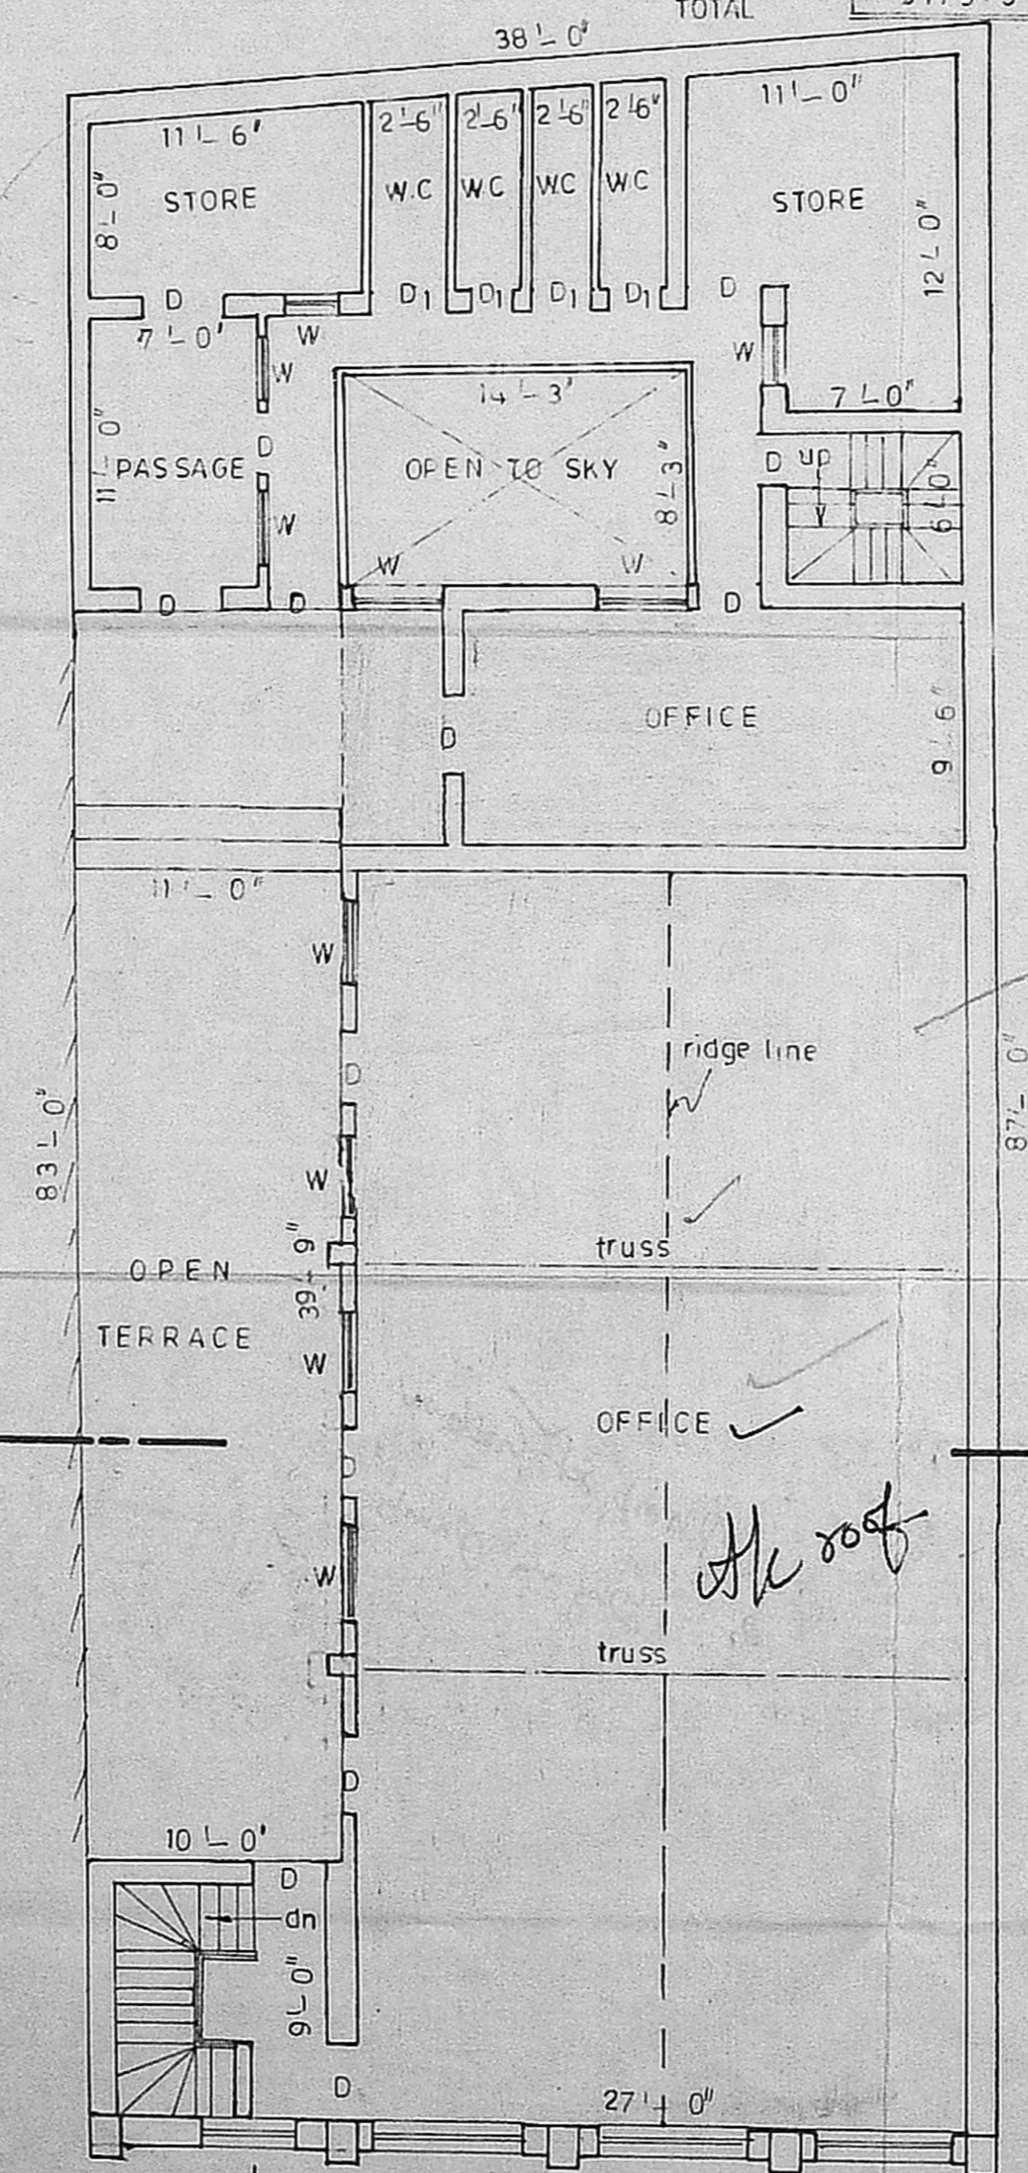 TOTAL
38'-0"
11'-6"
2'-6"
2'-6"
2'-6"
2'-6"
11'-0"
STORE
8'-0"
W.C
W.C
W.C
W.C
STORE
12'-0"
D
D1
D1
D1
D1
D
7'-0"
W
W
W
14'-3"
7'-0"
11'-0"
D
PASSAGE
OPEN TO SKY
8'-3"
D
up
6'-0"
W
W
W
D
D
D
OFFICE
9'-6"
D
11'-0"
W
ridge line
D
83'-0"
87'-0"
W
truss
39'-9"
OPEN
TERRACE
W
OFFICE
D
roof
W
truss
D
10'-0"
D
dn
9'-0"
D
27'-0"